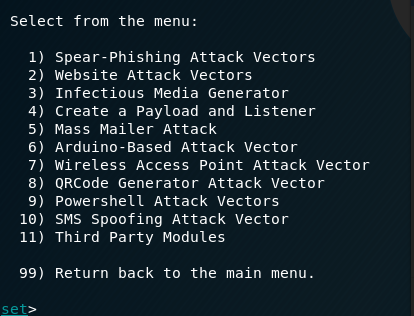 Select from the menu:
1) Spear-Phishing Attack Vectors
2) Website Attack Vectors
3) Infectious Media Generator
4) Create a Payload and Listener
5) Mass Mailer Attack
6) Arduino-Based Attack Vector
7) Wireless Access Point Attack Vector
8) QRCode Generator Attack Vector
9) Powershell Attack Vectors
10) SMS Spoofing Attack Vector
11) Third Party Modules
99) Return back to the main menu.
set>